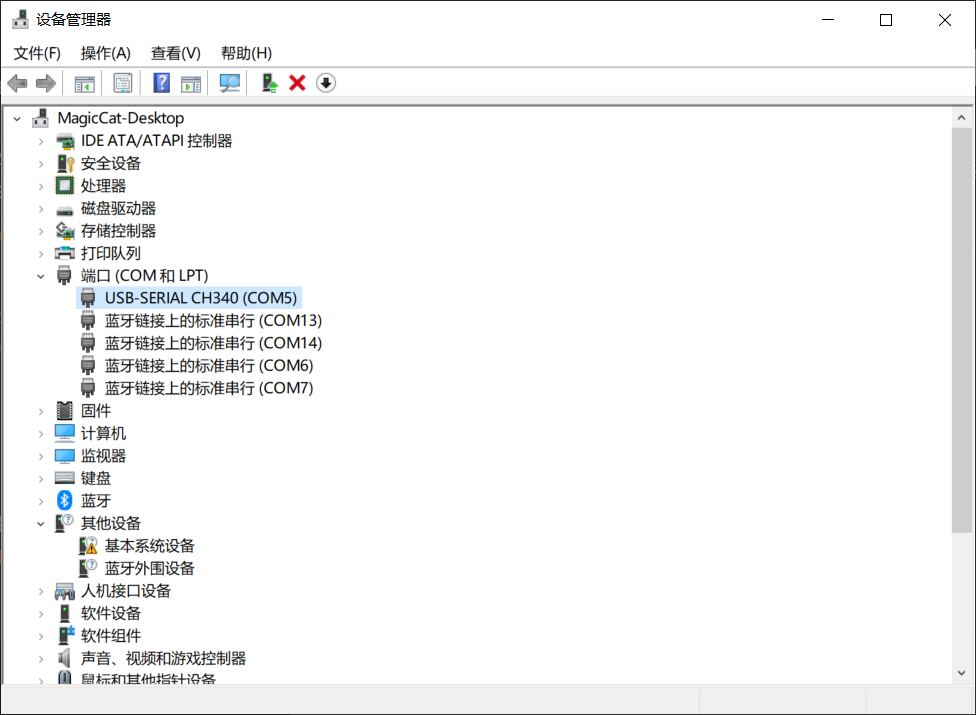 设备管理器
文件(F) 操作(A) 查看(V) 帮助(H)
MagicCat-Desktop
IDE ATA/ATAPI 控制器
安全设备
处理器
磁盘驱动器
存储控制器
打印队列
端口 (COM 和 LPT)
USB-SERIAL CH340 (COM5)
蓝牙链接上的标准串行 (COM13)
蓝牙链接上的标准串行 (COM14)
蓝牙链接上的标准串行 (COM6)
蓝牙链接上的标准串行 (COM7)
固件
计算机
监视器
键盘
蓝牙
其他设备
基本系统设备
蓝牙外围设备
人机接口设备
软件设备
软件组件
声音、视频和游戏控制器
鼠标和其他指针设备